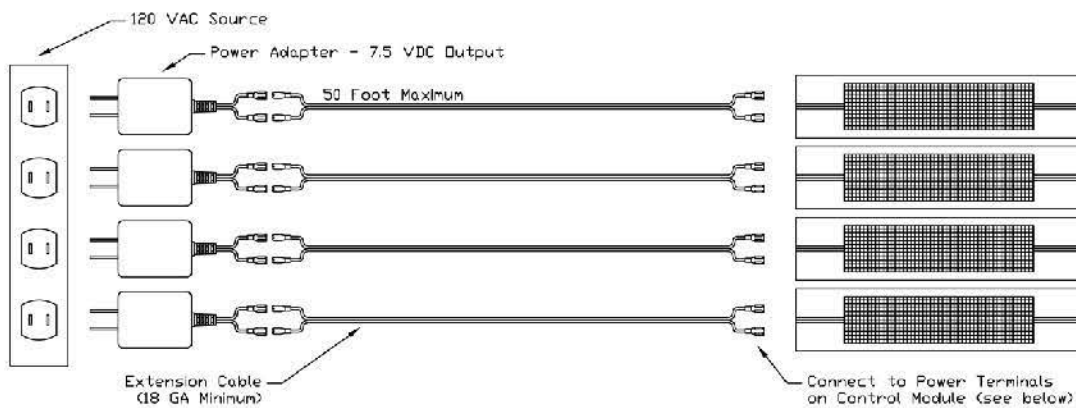 120 VAC Source
Power Adapter - 7.5 VDC Output
50 Foot Maximum
Extension Cable
(18 GA Minimum)
Connect to Power Terminals
on Control Module (see below)